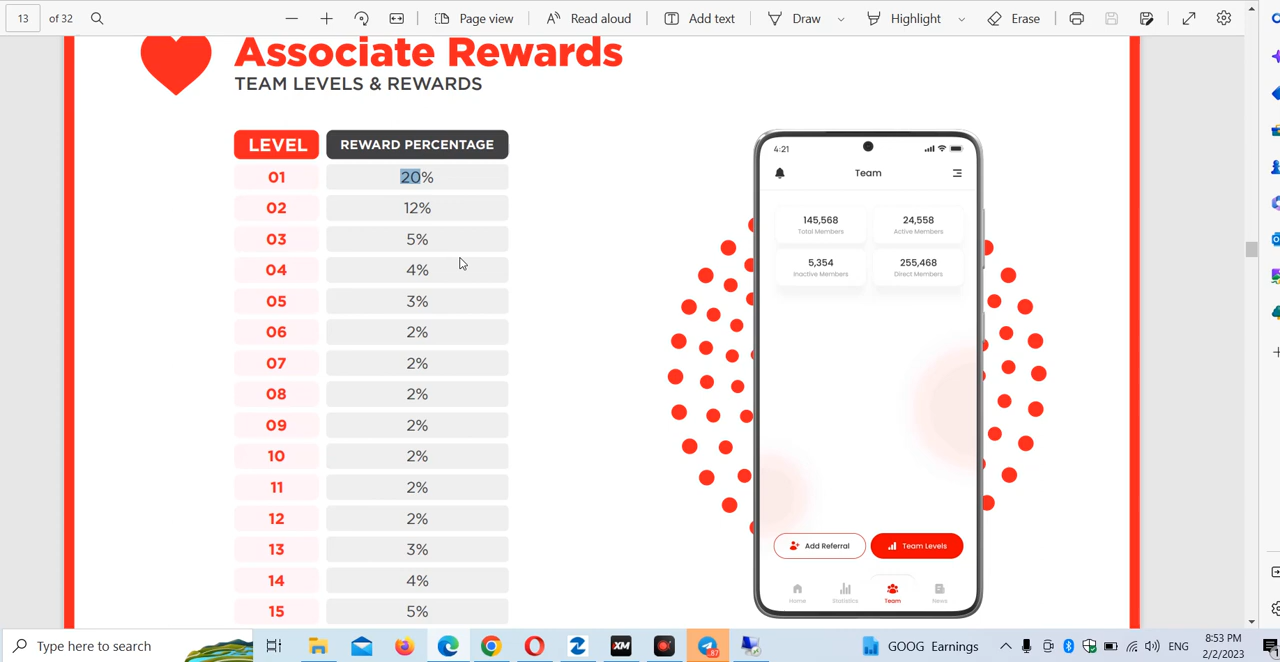 13 of 32
Page view
Read aloud
Add text
Draw
Highlight
Erase
Associate Rewards
TEAM LEVELS & REWARDS
LEVEL REWARD PERCENTAGE
01 20%
02 12%
03 5%
04 4%
05 3%
06 2%
07 2%
08 2%
09 2%
10 2%
11 2%
12 2%
13 3%
14 4%
15 5%
4:21
Team
145,568
Total Members
24,558
Active Members
5,354
Inactive Members
255,468
Direct Members
Add Referral
Team Levels
Home
Statistics
Team
News
Type here to search
XM
87
GOOG Earnings
ENG
8:53 PM
2/2/2023